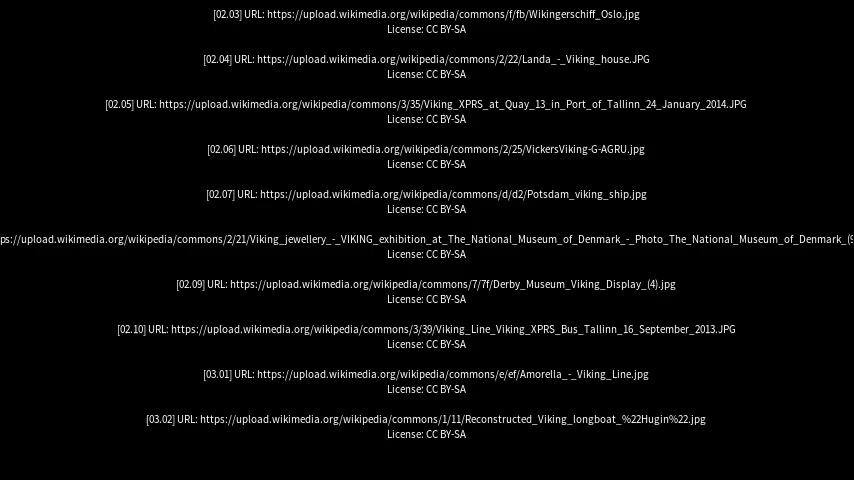 [02.03] URL: https://upload.wikimedia.org/wikipedia/commons/f/fb/Wikingerschiff_Oslo.jpg
License: CC BY-SA
[02.04] URL: https://upload.wikimedia.org/wikipedia/commons/2/22/Landa_-_Viking_house.JPG
License: CC BY-SA
[02.05] URL: https://upload.wikimedia.org/wikipedia/commons/3/35/Viking_XPRS_at_Quay_13_in_Port_of_Tallinn_24_January_2014.JPG
License: CC BY-SA
[02.06] URL: https://upload.wikimedia.org/wikipedia/commons/2/25/VickersViking-G-AGRU.jpg
License: CC BY-SA
[02.07] URL: https://upload.wikimedia.org/wikipedia/commons/d/d2/Potsdam_viking_ship.jpg
License: CC BY-SA
ps://upload.wikimedia.org/wikipedia/commons/2/21/Viking_jewellery_-_VIKING_exhibition_at_The_National_Museum_of_Denmark_-_Photo_The_National_Museum_of_Denmark_(9
License: CC BY-SA
[02.09] URL: https://upload.wikimedia.org/wikipedia/commons/7/7f/Derby_Museum_Viking_Display_(4).jpg
License: CC BY-SA
[02.10] URL: https://upload.wikimedia.org/wikipedia/commons/3/39/Viking_Line_Viking_XPRS_Bus_Tallinn_16_September_2013.JPG
License: CC BY-SA
[03.01] URL: https://upload.wikimedia.org/wikipedia/commons/e/ef/Amorella_-_Viking_Line.jpg
License: CC BY-SA
[03.02] URL: https://upload.wikimedia.org/wikipedia/commons/1/11/Reconstructed_Viking_longboat_%22Hugin%22.jpg
License: CC BY-SA